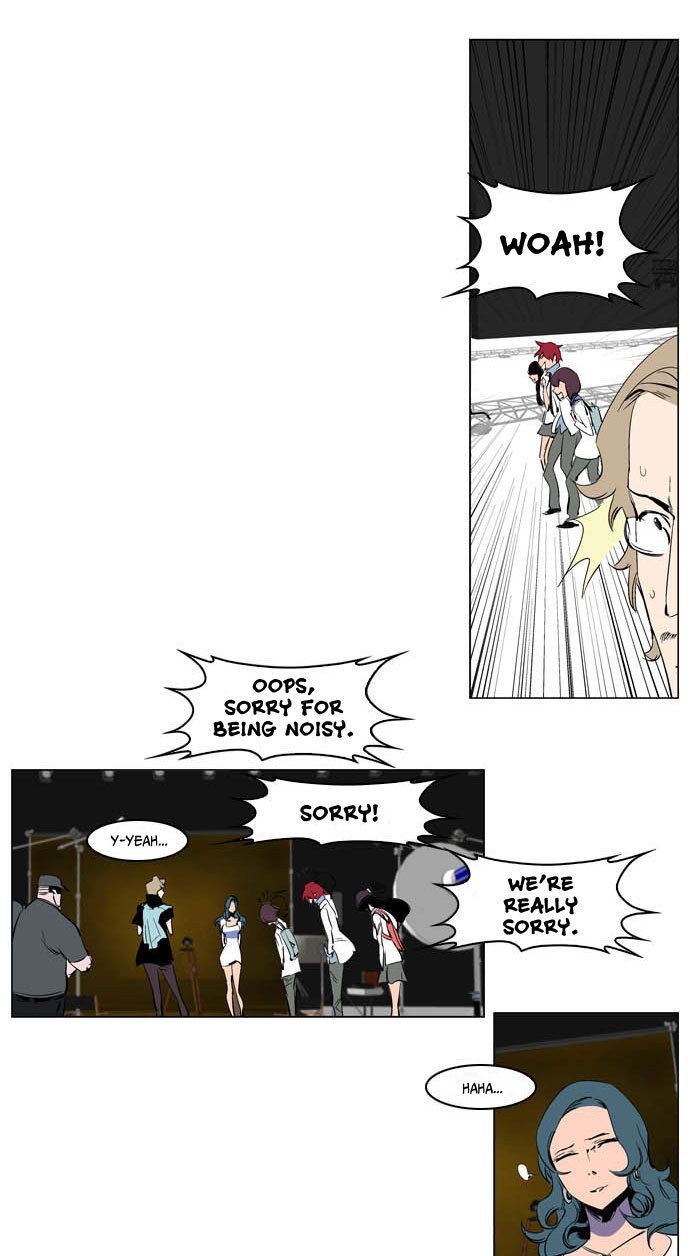 WOAH!
OOPS,
SORRY FOR
BEING NOISY.
SORRY!
Y-YEAH...
WE'RE
REALLY
SORRY.
HAHA...